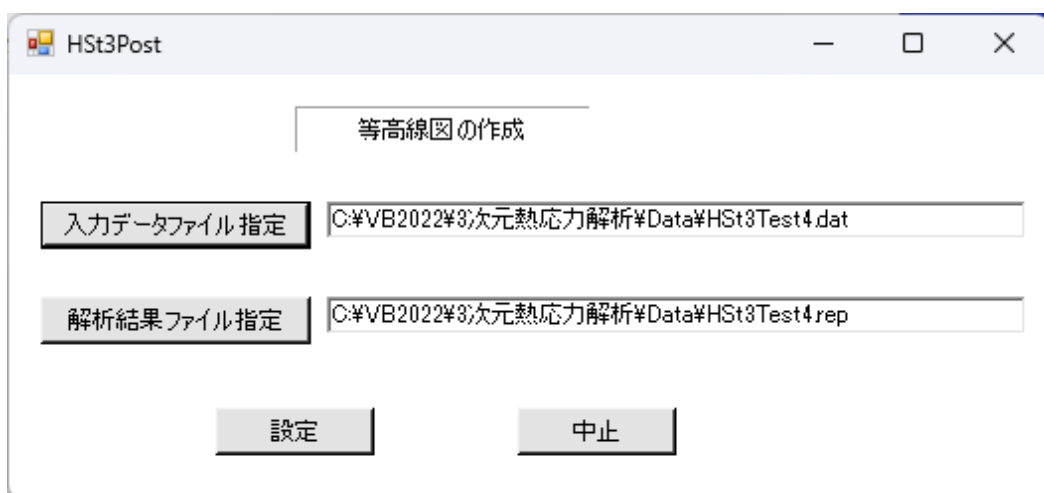 HSt3Post
等高線図の作成
入力データファイル指定 C:¥VB2022¥3次元熱応力解析¥Data¥HSt3Test4.dat
解析結果ファイル指定 C:¥VB2022¥3次元熱応力解析¥Data¥HSt3Test4.rep
設定 中止